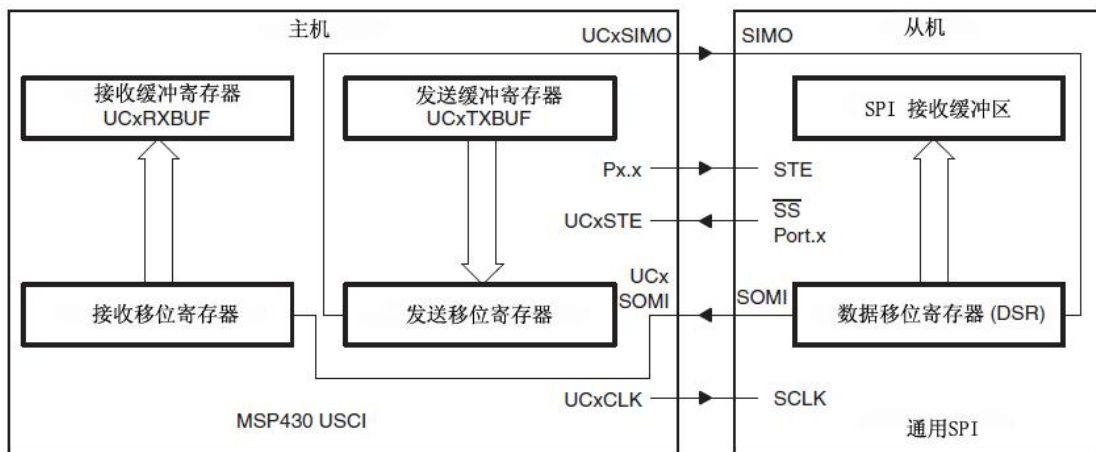 主机
UCxSIMO
SIMO
从机
接收缓冲寄存器
UCxRXBUF
发送缓冲寄存器
UCxTXBUF
SPI 接收缓冲区
Px.x
STE
UCxSTE
SS
Port.x
UCx
SOMI
SOMI
接收移位寄存器
发送移位寄存器
数据移位寄存器 (DSR)
UCxCLK
SCLK
MSP430 USCI
通用SPI